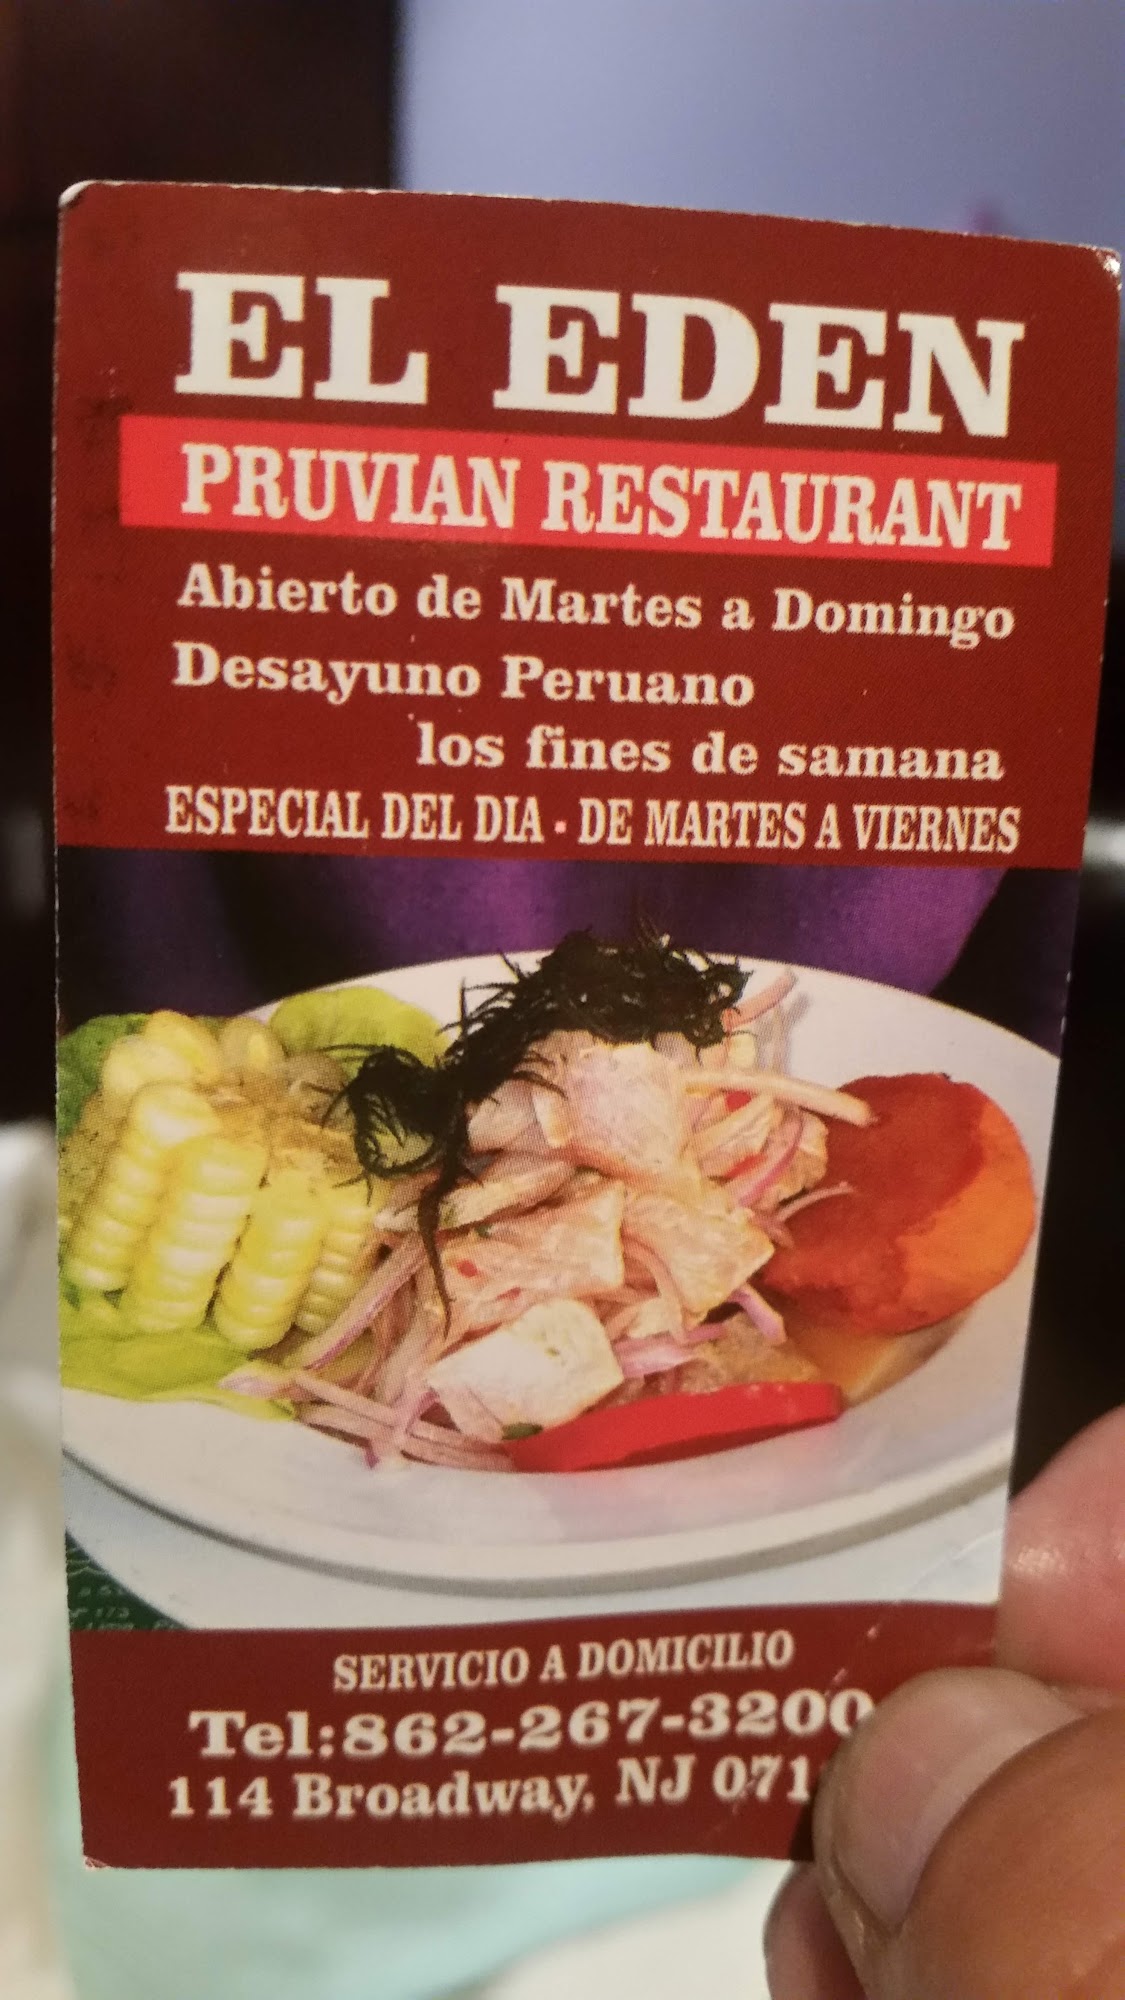 EL EDEN
PRUVIAN RESTAURANT
Abierto de Martes a Domingo
Desayuno Peruano
los fines de samana
ESPECIAL DEL DIA - DE MARTES A VIERNES
SERVICIO A DOMICILIO
Tel:862-267-3200
114 Broadway, NJ